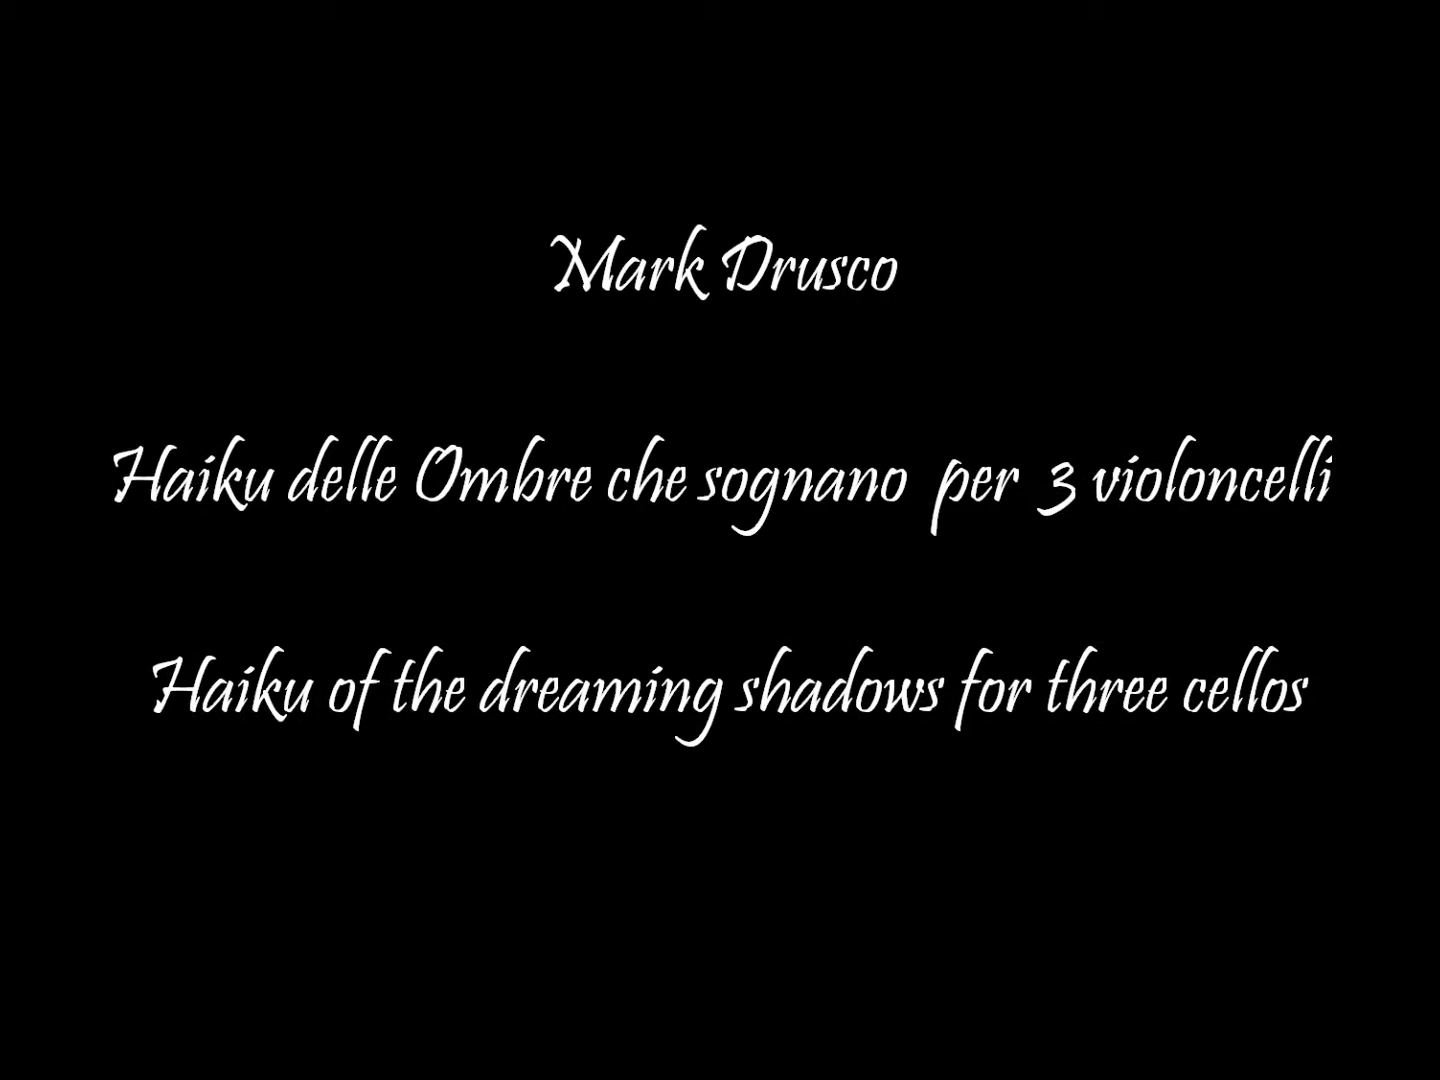 Mark Drusco
Haiku delle Ombre che sognano per 3 violoncelli
Haiku of the dreaming shadows for three cellos